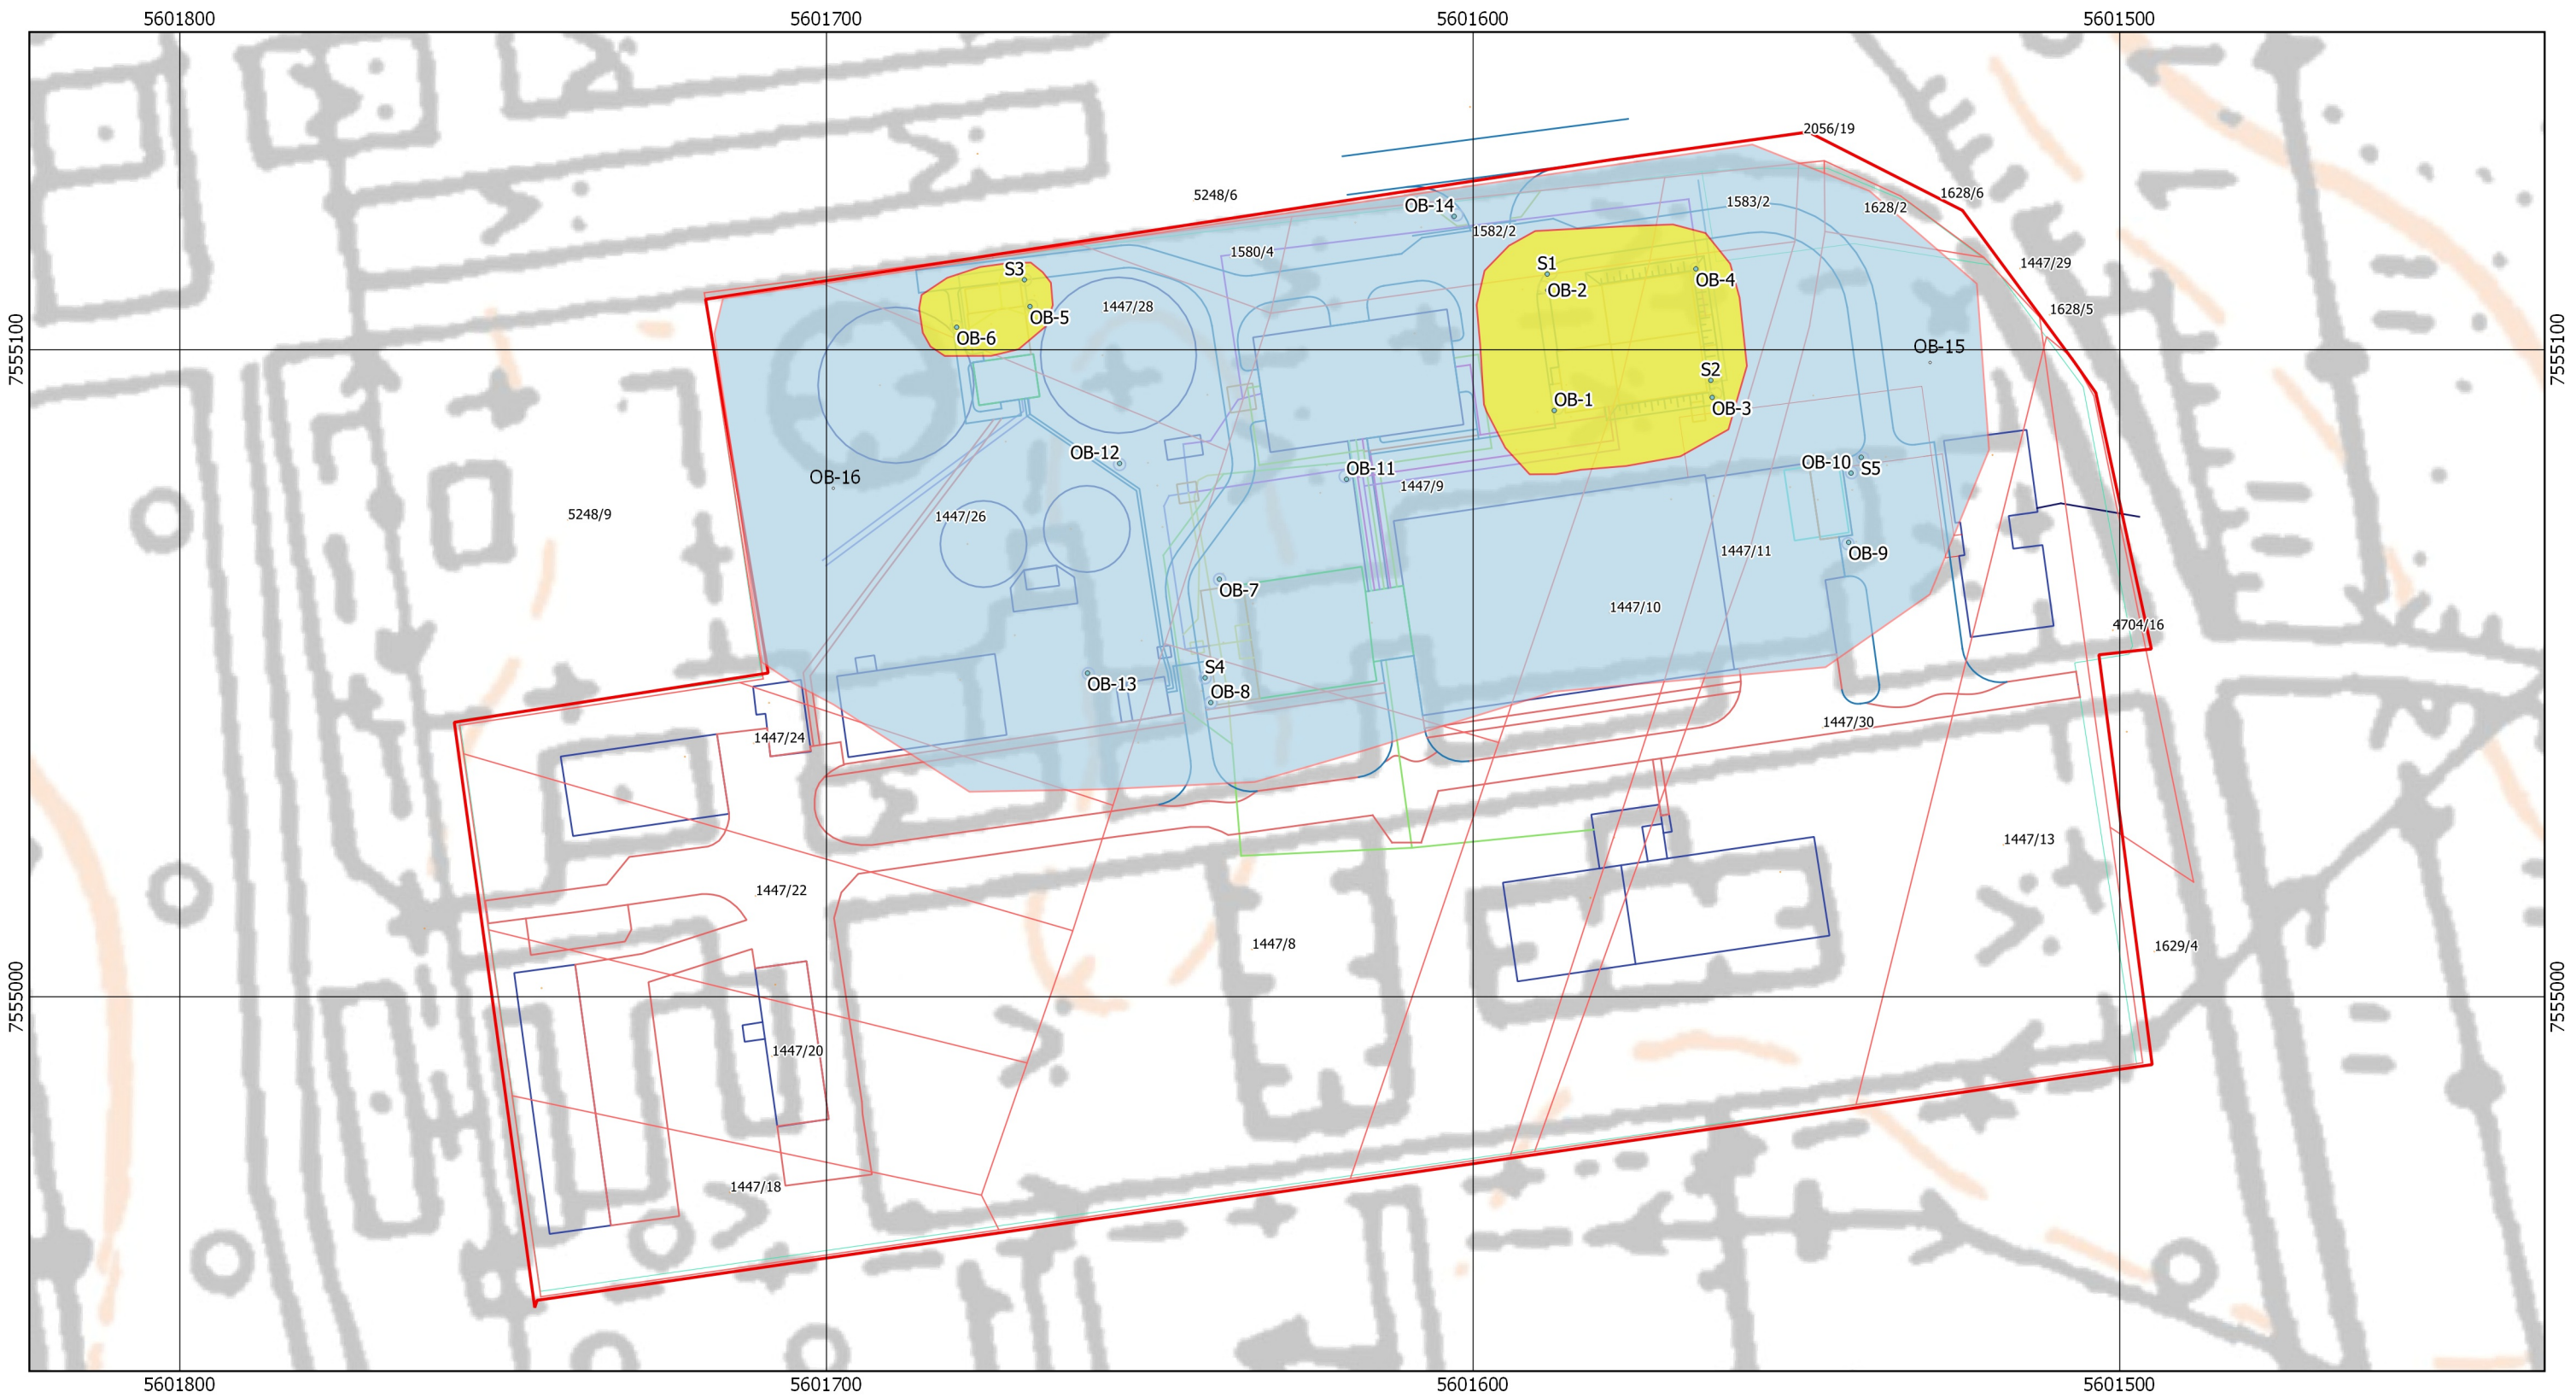 5601800 5601700 5601600 5601500
2056/19
5248/6 1628/6
OB-14 1583/2 1628/2
1580/4 1582/2
S3 S1 1447/29
OB-2 OB-4
1447/28 OB-5 1628/5
7555100 OB-6 OB-15 7555100
S2
OB-1 OB-3
OB-12
OB-16 OB-11 OB-10 S5
1447/9
5248/9 1447/26
1447/11 OB-9
OB-7
1447/10
4704/16
S4
OB-13 OB-8
1447/24 1447/30
1447/13
1447/22
1447/8 1629/4
7555000 7555000
1447/20
1447/18
5601800 5601700 5601600 5601500